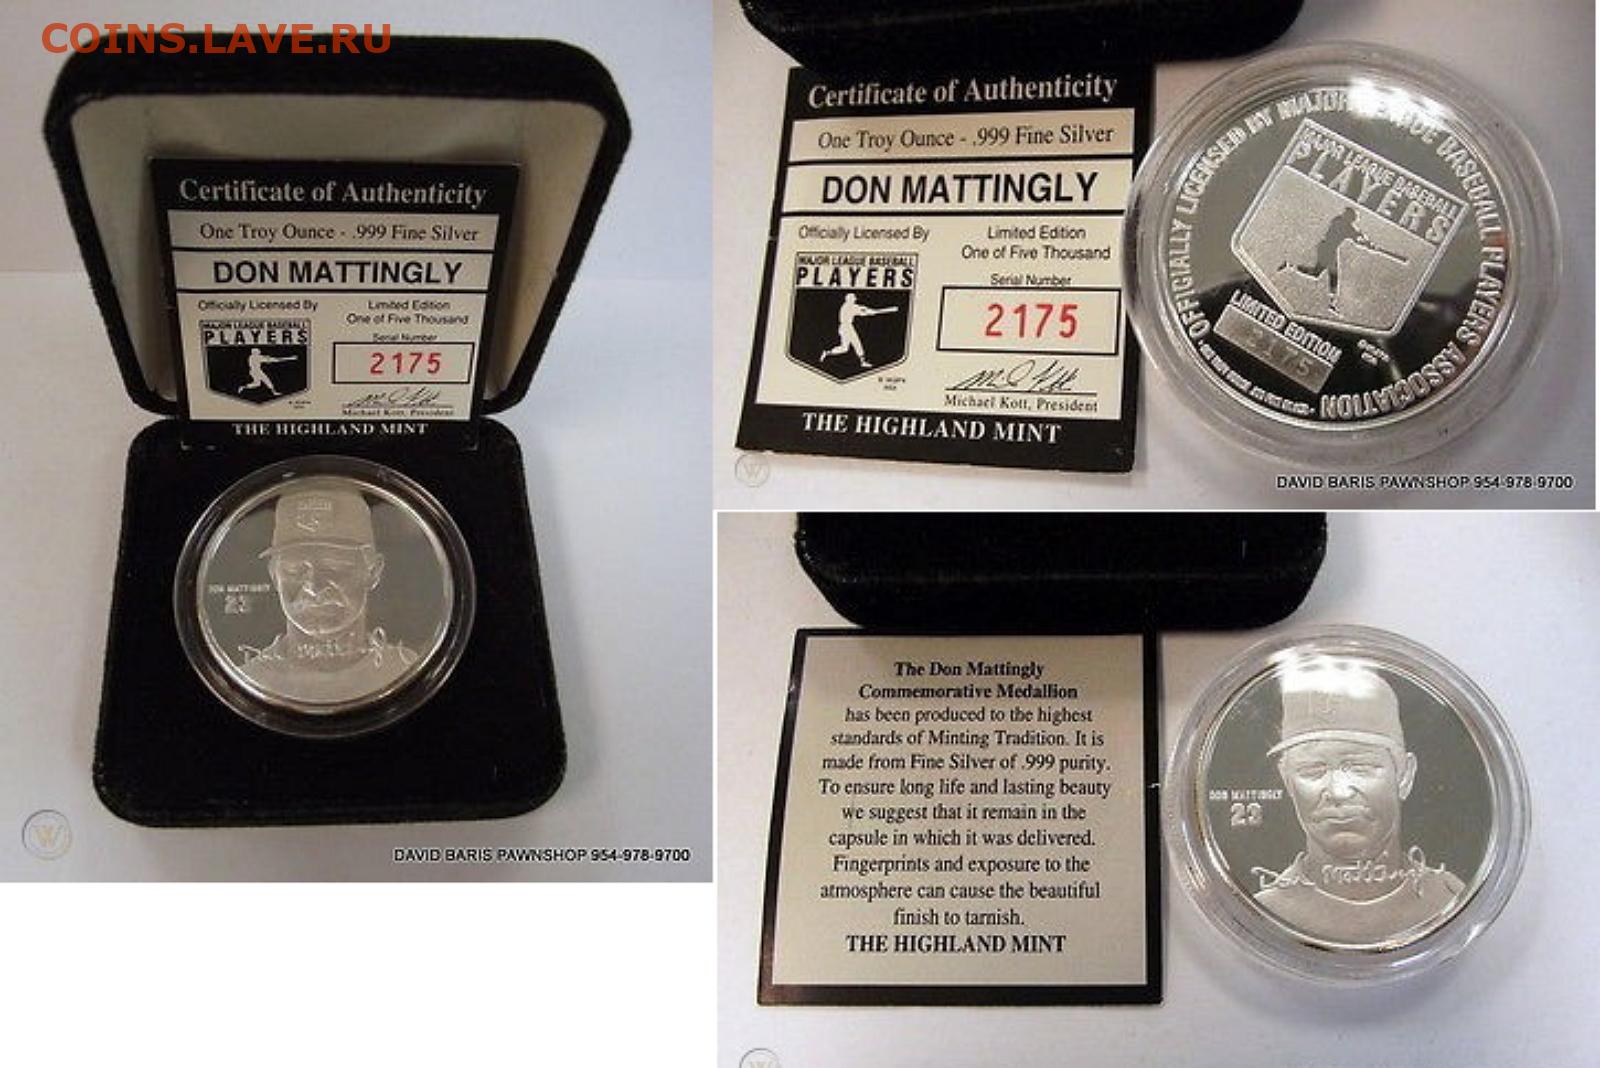 COINS.LAVE.RU
Certificate of Authenticity
One Troy Ounce - .999 Fine Silver
DON MATTINGLY
Officially Licensed By
MAJOR LEAGUE BASEBALL
PLAYERS
Limited Edition
One of Five Thousand
Serial Number
2175
Michael Kott, President
THE HIGHLAND MINT
DON MATTINGLY
23
Don Mattingly
W
DAVID BARIS PAWNSHOP 954-978-9700
Certificate of Authenticity
One Troy Ounce - .999 Fine Silver
DON MATTINGLY
Officially Licensed By
MAJOR LEAGUE BASEBALL
PLAYERS
Limited Edition
One of Five Thousand
Serial Number
2175
Michael Kott, President
THE HIGHLAND MINT
OFFICIALLY LICENSED BY MAJOR LEAGUE BASEBALL PLAYERS ASSOCIATION
MAJOR LEAGUE BASEBALL
PLAYERS
LIMITED EDITION
2175
W
DAVID BARIS PAWNSHOP 954-978-9700
The Don Mattingly
Commemorative Medallion
has been produced to the highest
standards of Minting Tradition. It is
made from Fine Silver of .999 purity.
To ensure long life and lasting beauty
we suggest that it remain in the
capsule in which it was delivered.
Fingerprints and exposure to the
atmosphere can cause the beautiful
finish to tarnish.
THE HIGHLAND MINT
DON MATTINGLY
23
Don Mattingly